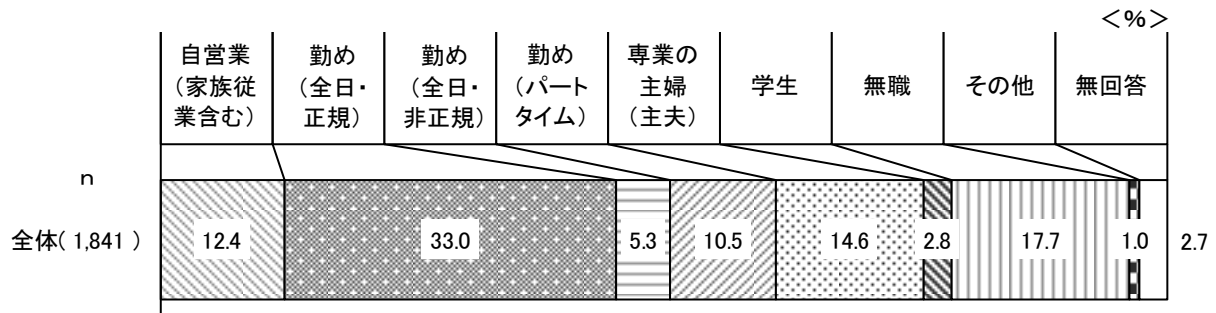 ＜%＞
自営業
（家族従
業含む）
勤め
（全日・
正規）
勤め
（全日・
非正規）
勤め
（パート
タイム）
専業の
主婦
（主夫）
学生
無職
その他
無回答
n
全体( 1,841 )
12.4
33.0
5.3
10.5
14.6
2.8
17.7
1.0
2.7